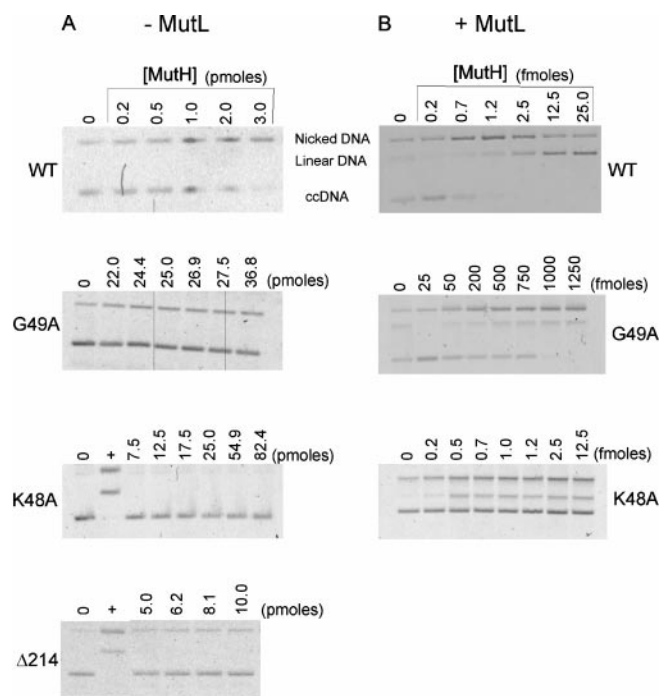 A - MutL
[MutH] (pmoles)
0 0.2 0.5 1.0 2.0 3.0
WT
B + MutL
[MutH] (fmoles)
0 0.2 0.7 1.2 2.5 12.5 25.0
Nicked DNA
Linear DNA
ccDNA
WT
0 22.0 24.4 25.0 26.9 27.5 36.8 (pmoles)
G49A
0 25 50 200 500 750 1000 1250 (fmoles)
G49A
0 + 7.5 12.5 17.5 25.0 54.9 82.4 (pmoles)
K48A
0 0.2 0.5 0.7 1.0 1.2 2.5 12.5 (fmoles)
K48A
0 + 5.0 6.2 8.1 10.0 (pmoles)
Δ214